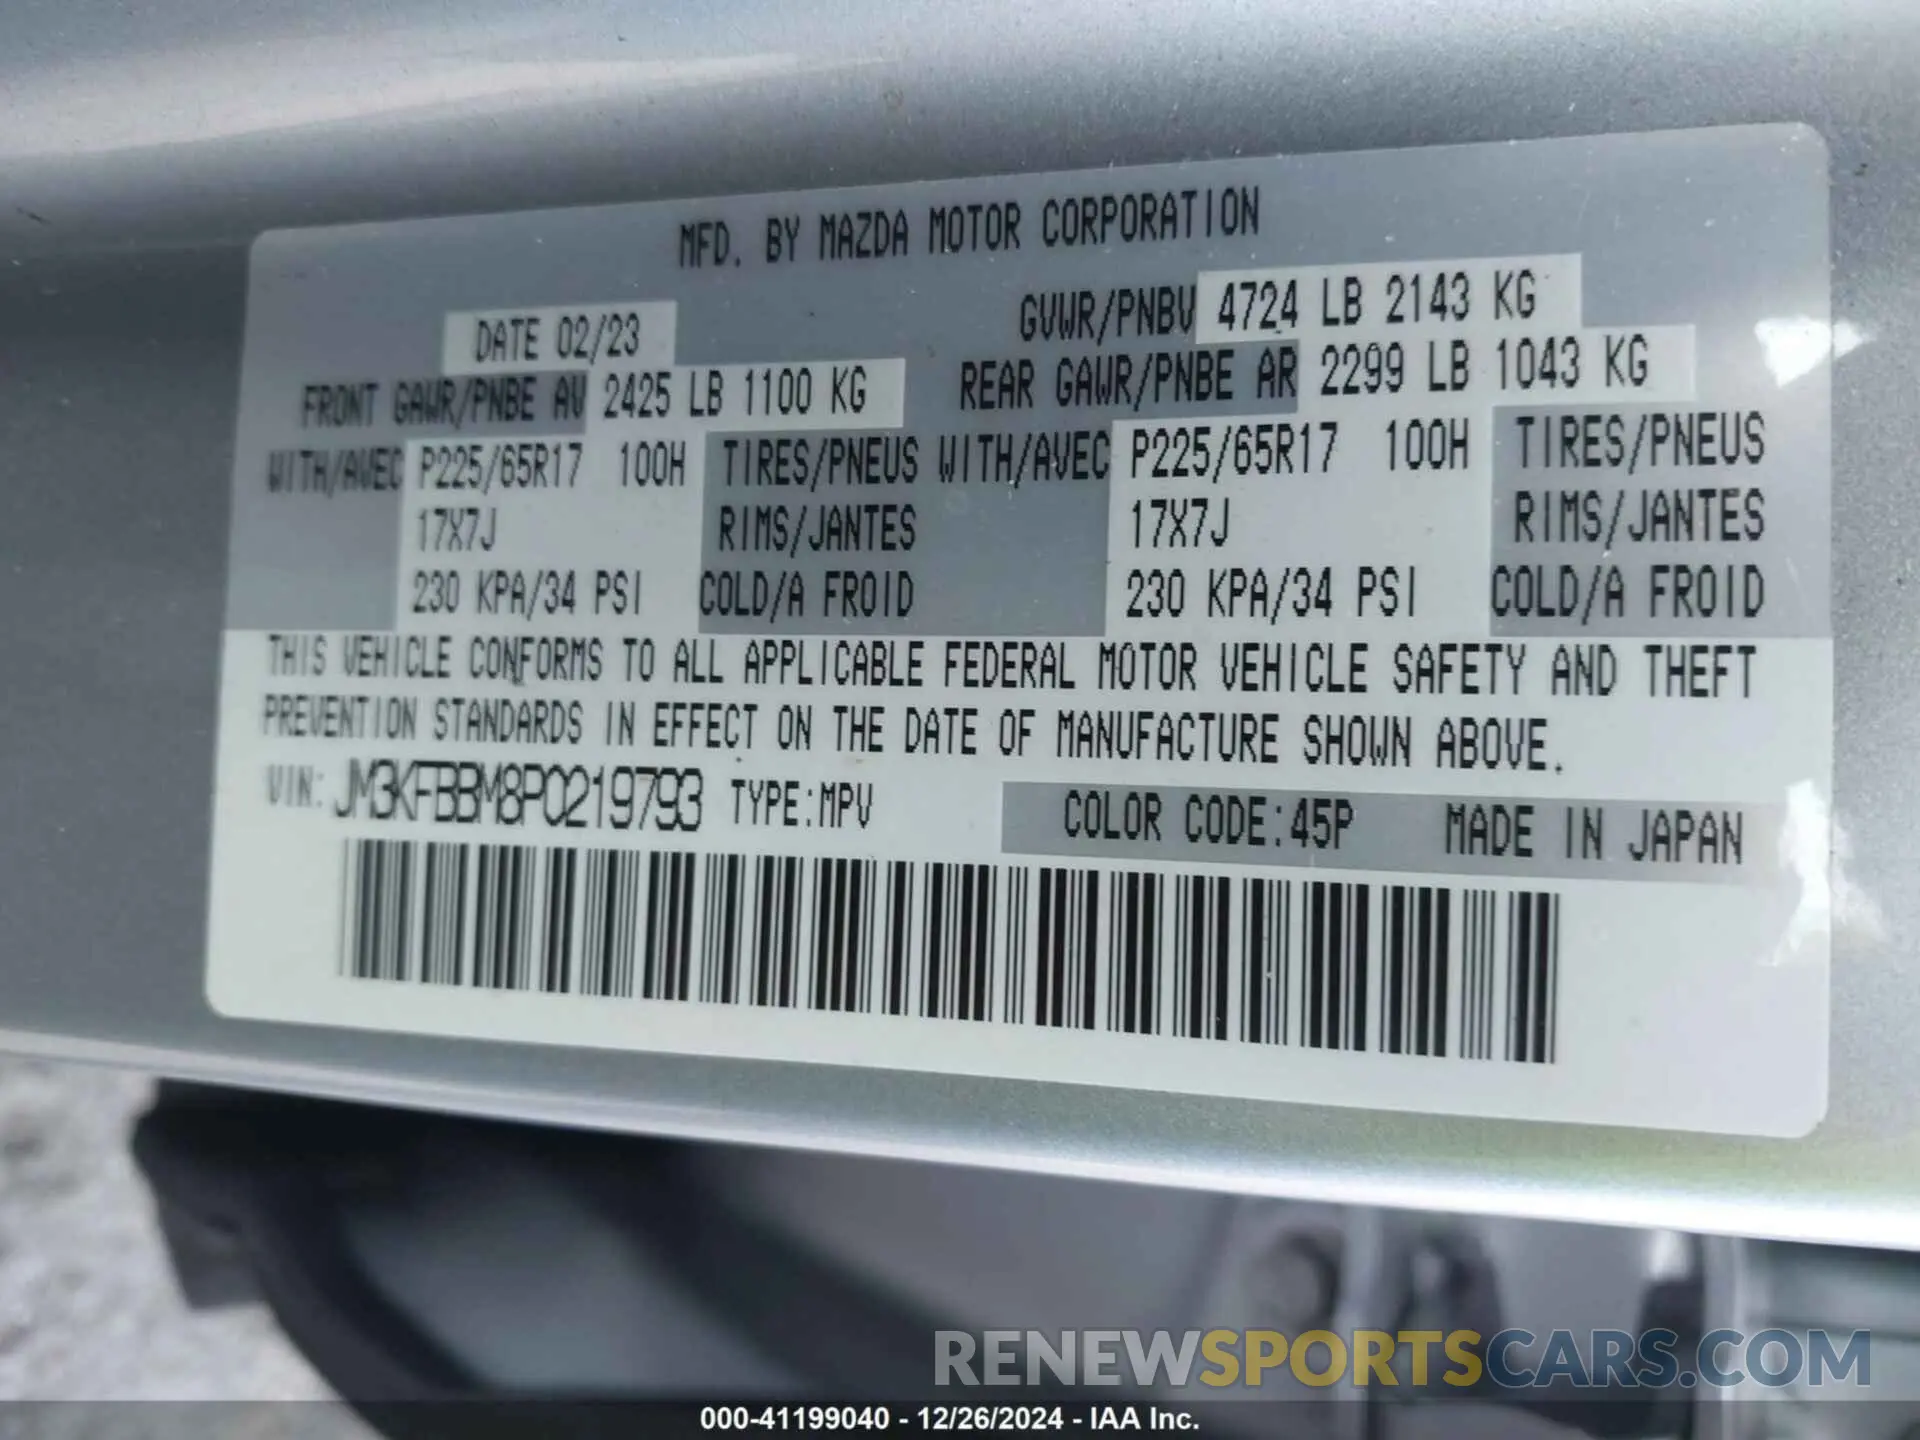 MFD. BY MAZDA MOTOR CORPORATION
DATE 02/23 GVWR/PNBV 4724 LB 2143 KG
FRONT GAWR/PNBE AV 2425 LB 1100 KG REAR GAWR/PNBE AR 2299 LB 1043 KG
WITH/AVEC P225/65R17 100H TIRES/PNEUS WITH/AVEC P225/65R17 100H TIRES/PNEUS
17X7J RIMS/JANTES 17X7J RIMS/JANTES
230 KPA/34 PSI COLD/A FROID 230 KPA/34 PSI COLD/A FROID
THIS VEHICLE CONFORMS TO ALL APPLICABLE FEDERAL MOTOR VEHICLE SAFETY AND THEFT
PREVENTION STANDARDS IN EFFECT ON THE DATE OF MANUFACTURE SHOWN ABOVE.
VIN: JM3KFBBM8P0219793 TYPE:MPV COLOR CODE:45P MADE IN JAPAN
RENEWSPORTSCARS.COM
000-41199040 - 12/26/2024 - IAA Inc.